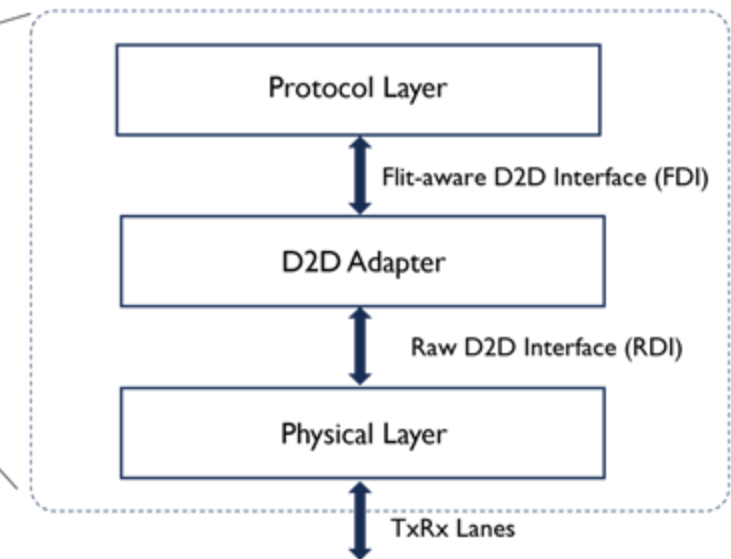 Protocol Layer
Flit-aware D2D Interface (FDI)
D2D Adapter
Raw D2D Interface (RDI)
Physical Layer
TxRx Lanes